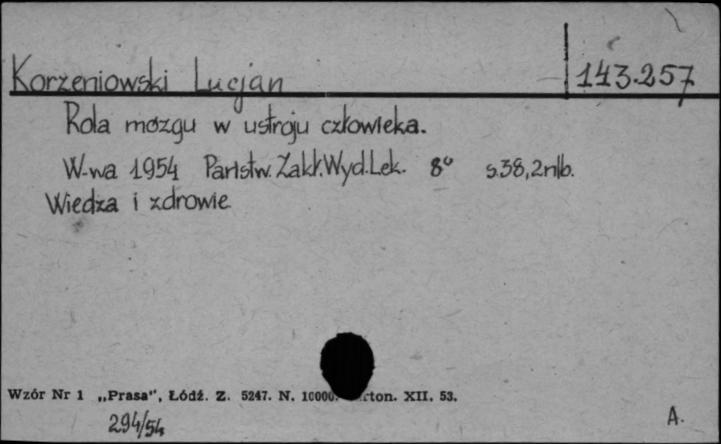 Korzeniowski Lucjan 143.257
Rola mózgu w ustroju człowieka.
W-wa 1954 Państw. Zakł. Wyd. Lek. 8° s.38, 2nlb.
Wiedza i zdrowie
Wzór Nr 1 „Prasa", Łódź. Z. 5247. N. 10000. XII. 53.
294/54
A.